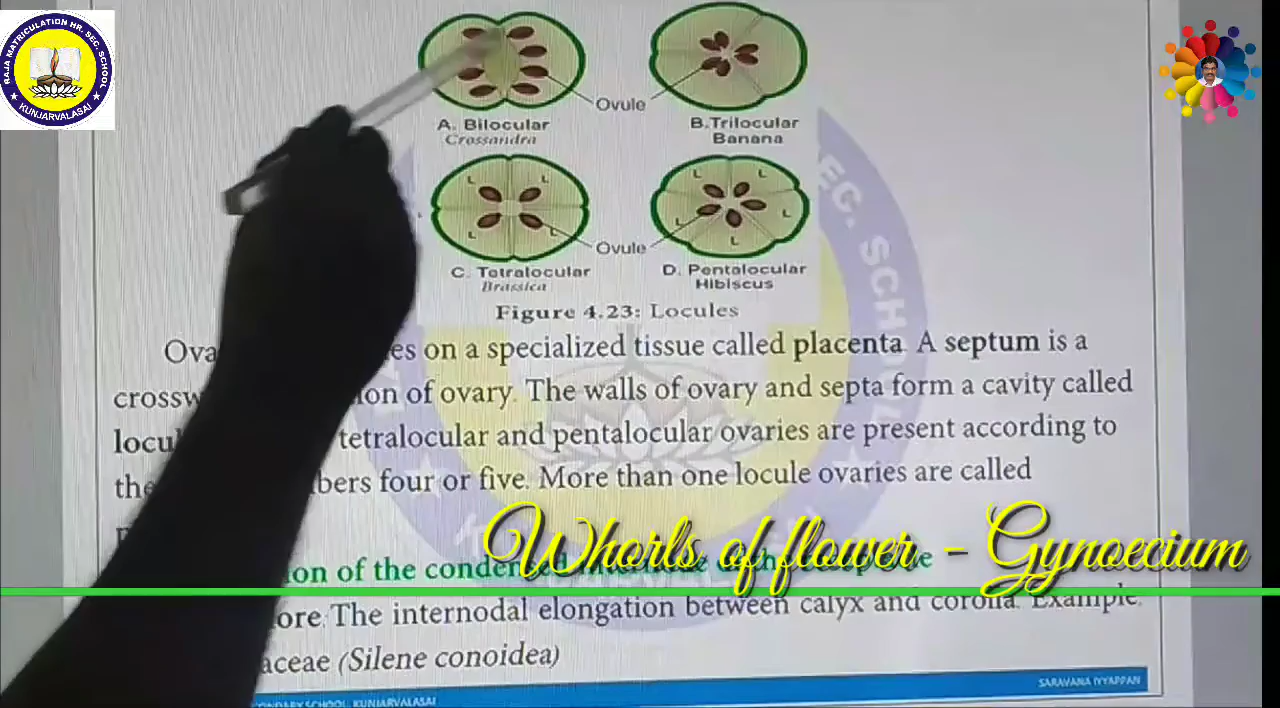 RAJA MATRICULATION HR. SEC. SCHOOL
★ KUNJARVALASAI ★
Ovule
A. Bilocular
Crossandra
B.Trilocular
Banana
L L
L L
L L
L L
L
Ovule
C. Tetralocular
Brassica
D. Pentalocular
Hibiscus
Figure 4.23: Locules
Ova es on a specialized tissue called placenta. A septum is a
crossw ion of ovary. The walls of ovary and septa form a cavity called
locul tetralocular and pentalocular ovaries are present according to
the bers four or five. More than one locule ovaries are called
Whorls of flower - Gynoecium
ion of the condensed
ore. The internodal elongation between calyx and corolla. Example.
aceae (Silene conoidea)
SARAVANA IYYAPPAN
SCHOOL, KUNJARVALASAI
EC. SCHOOL